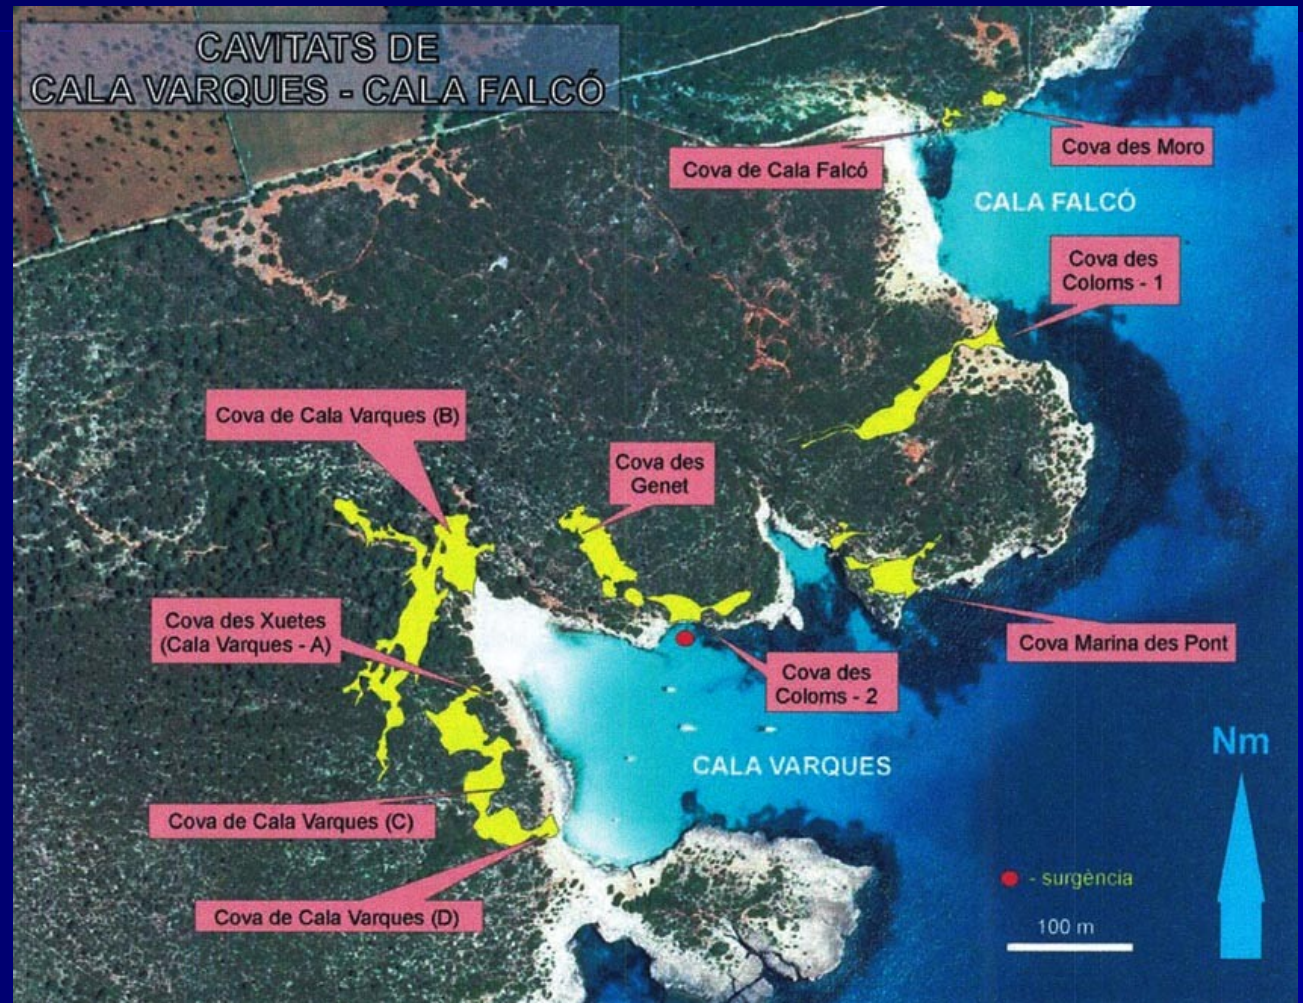 CAVITATS DE
CALA VARQUES - CALA FALCÓ
Cova des Moro
Cova de Cala Falcó
CALA FALCÓ
Cova des
Coloms - 1
Cova de Cala Varques (B)
Cova des
Genet
Cova des Xuetes
(Cala Varques - A)
Cova Marina des Pont
Cova des
Coloms - 2
CALA VARQUES
Nm
Cova de Cala Varques (C)
- surgència
Cova de Cala Varques (D)
100 m